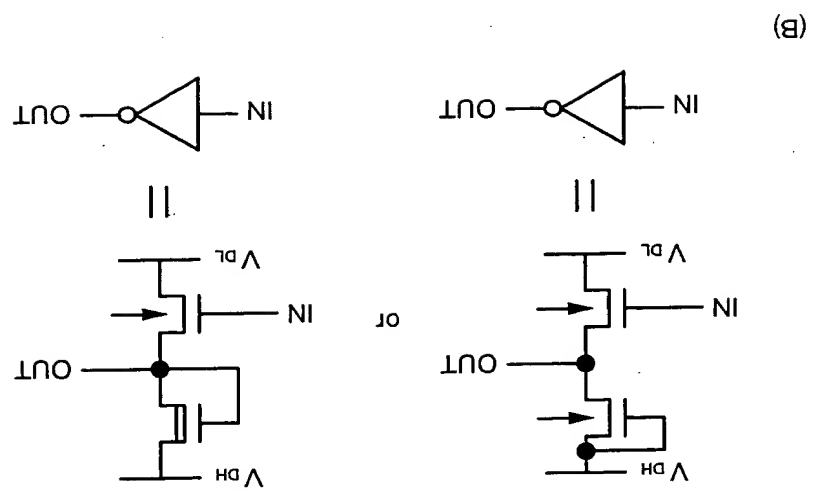 V DH
V DH
OUT
OUT
or
IN
IN
V DL
V DL
IN
OUT
IN
OUT
(B)